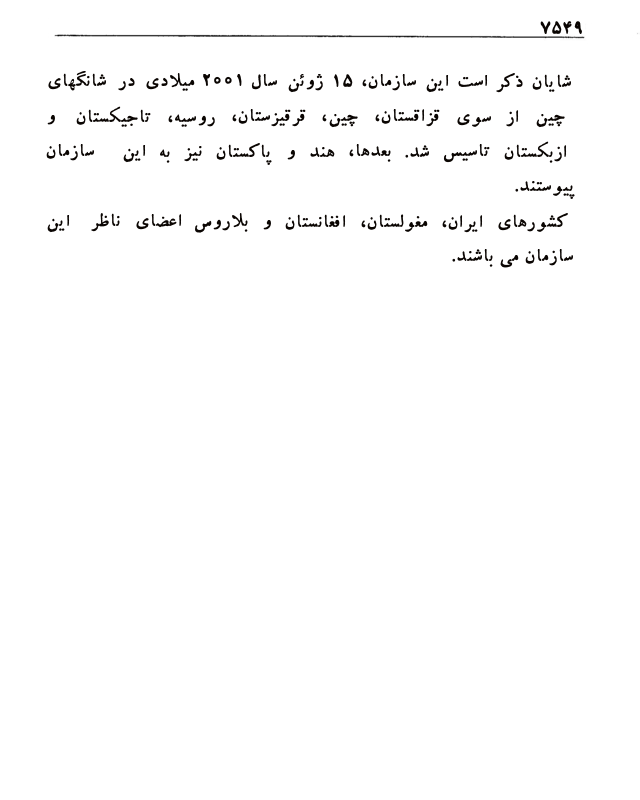 ۷۵۴۹
شایان ذکر است این سازمان، ۱۵ ژوئن سال ۲۰۰۱ میلادی در شانگهای
چین از سوی قزاقستان، چین، قرقیزستان، روسیه، تاجیکستان و
ازبکستان تاسیس شد. بعدها، هند و پاکستان نیز به این سازمان
پیوستند.
کشورهای ایران، مغولستان، افغانستان و بلاروس اعضای ناظر این
سازمان می باشند.